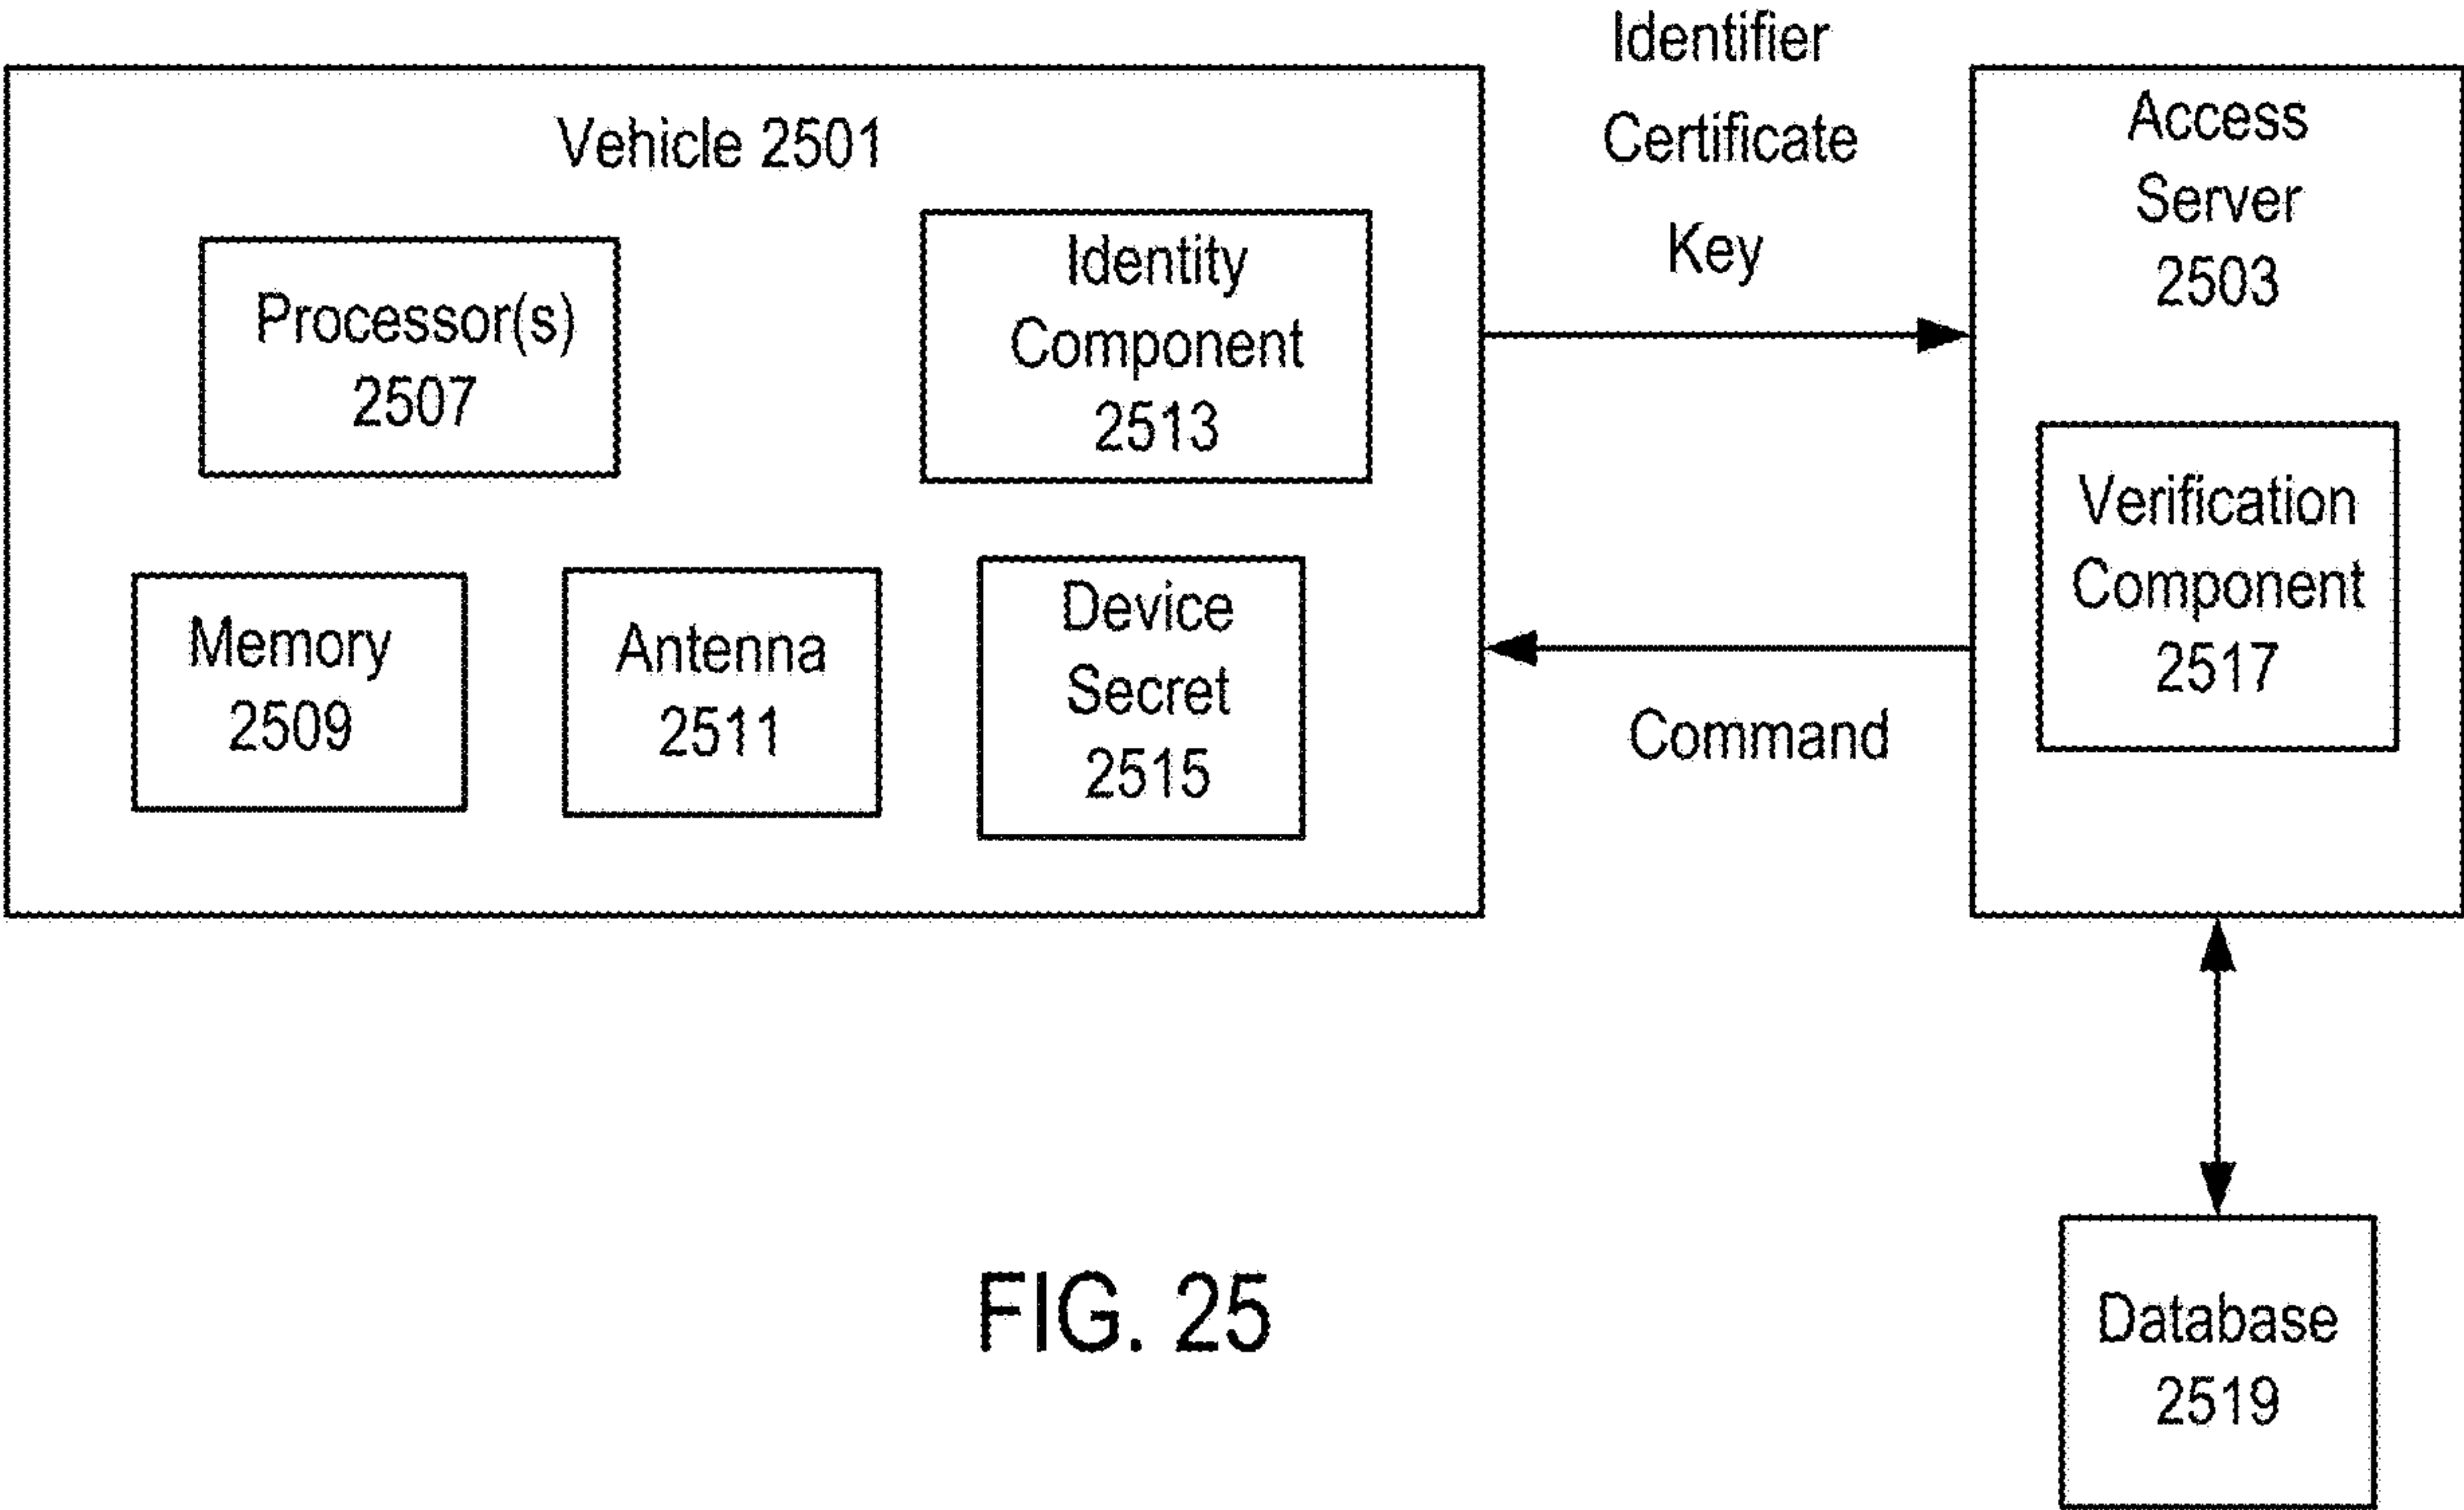 Vehicle 2501
Processor(s)
2507
Identity
Component
2513
Memory
2509
Antenna
2511
Device
Secret
2515
Identifier
Certificate
Key
Command
Access
Server
2503
Verification
Component
2517
Database
2519
FIG. 25